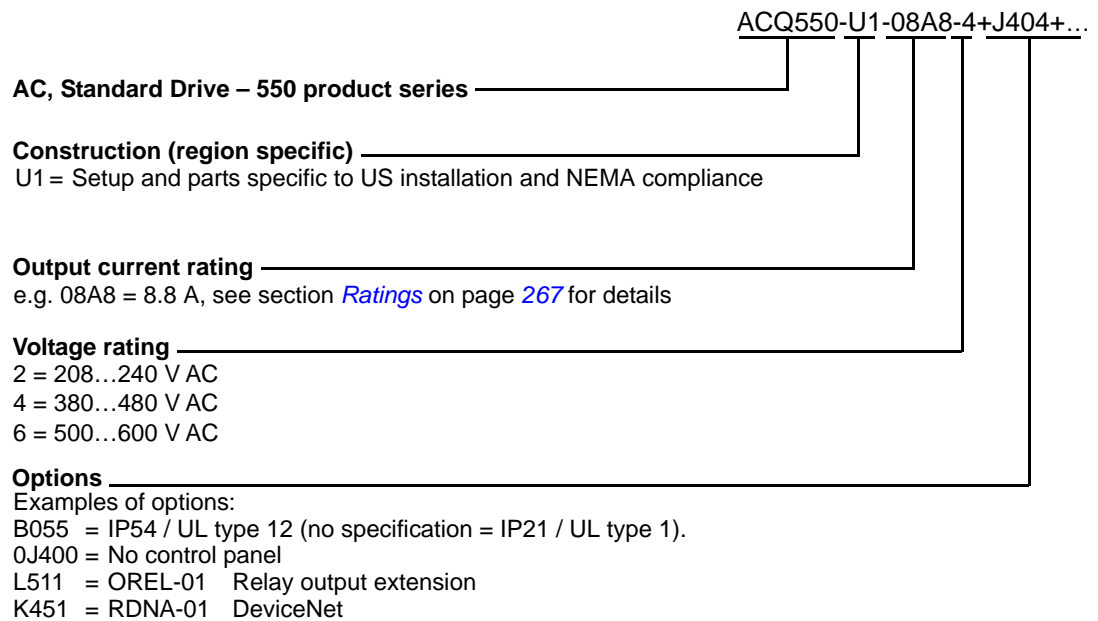 ACQ550-U1-08A8-4+J404+…
AC, Standard Drive – 550 product series
Construction (region specific)
U1 = Setup and parts specific to US installation and NEMA compliance
Output current rating
e.g. 08A8 = 8.8 A, see section Ratings on page 267 for details
Voltage rating
2 = 208…240 V AC
4 = 380…480 V AC
6 = 500…600 V AC
Options
Examples of options:
B055 = IP54 / UL type 12 (no specification = IP21 / UL type 1).
0J400 = No control panel
L511 = OREL-01 Relay output extension
K451 = RDNA-01 DeviceNet